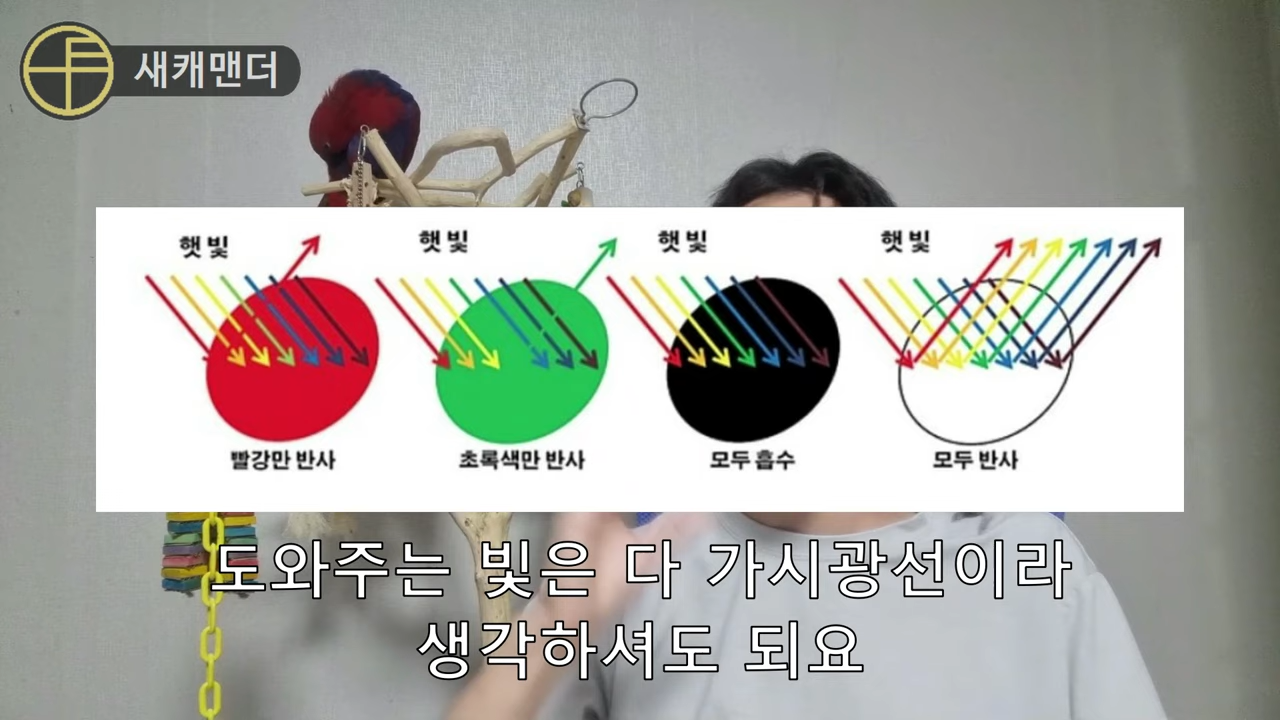 새캐맨더
햇빛 햇빛 햇빛 햇빛
빨강만 반사 초록색만 반사 모두 흡수 모두 반사
도와주는 빛은 다 가시광선이라
생각하셔도 되요